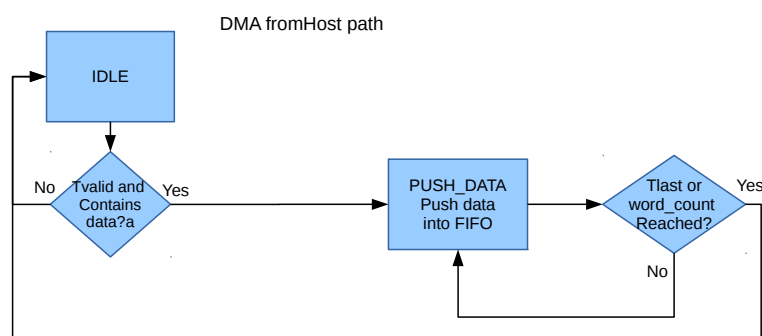 DMA fromHost path
IDLE
No
Tvalid and
Contains
data?a
Yes
PUSH_DATA
Push data
into FIFO
Tlast or
word_count
Reached?
Yes
No